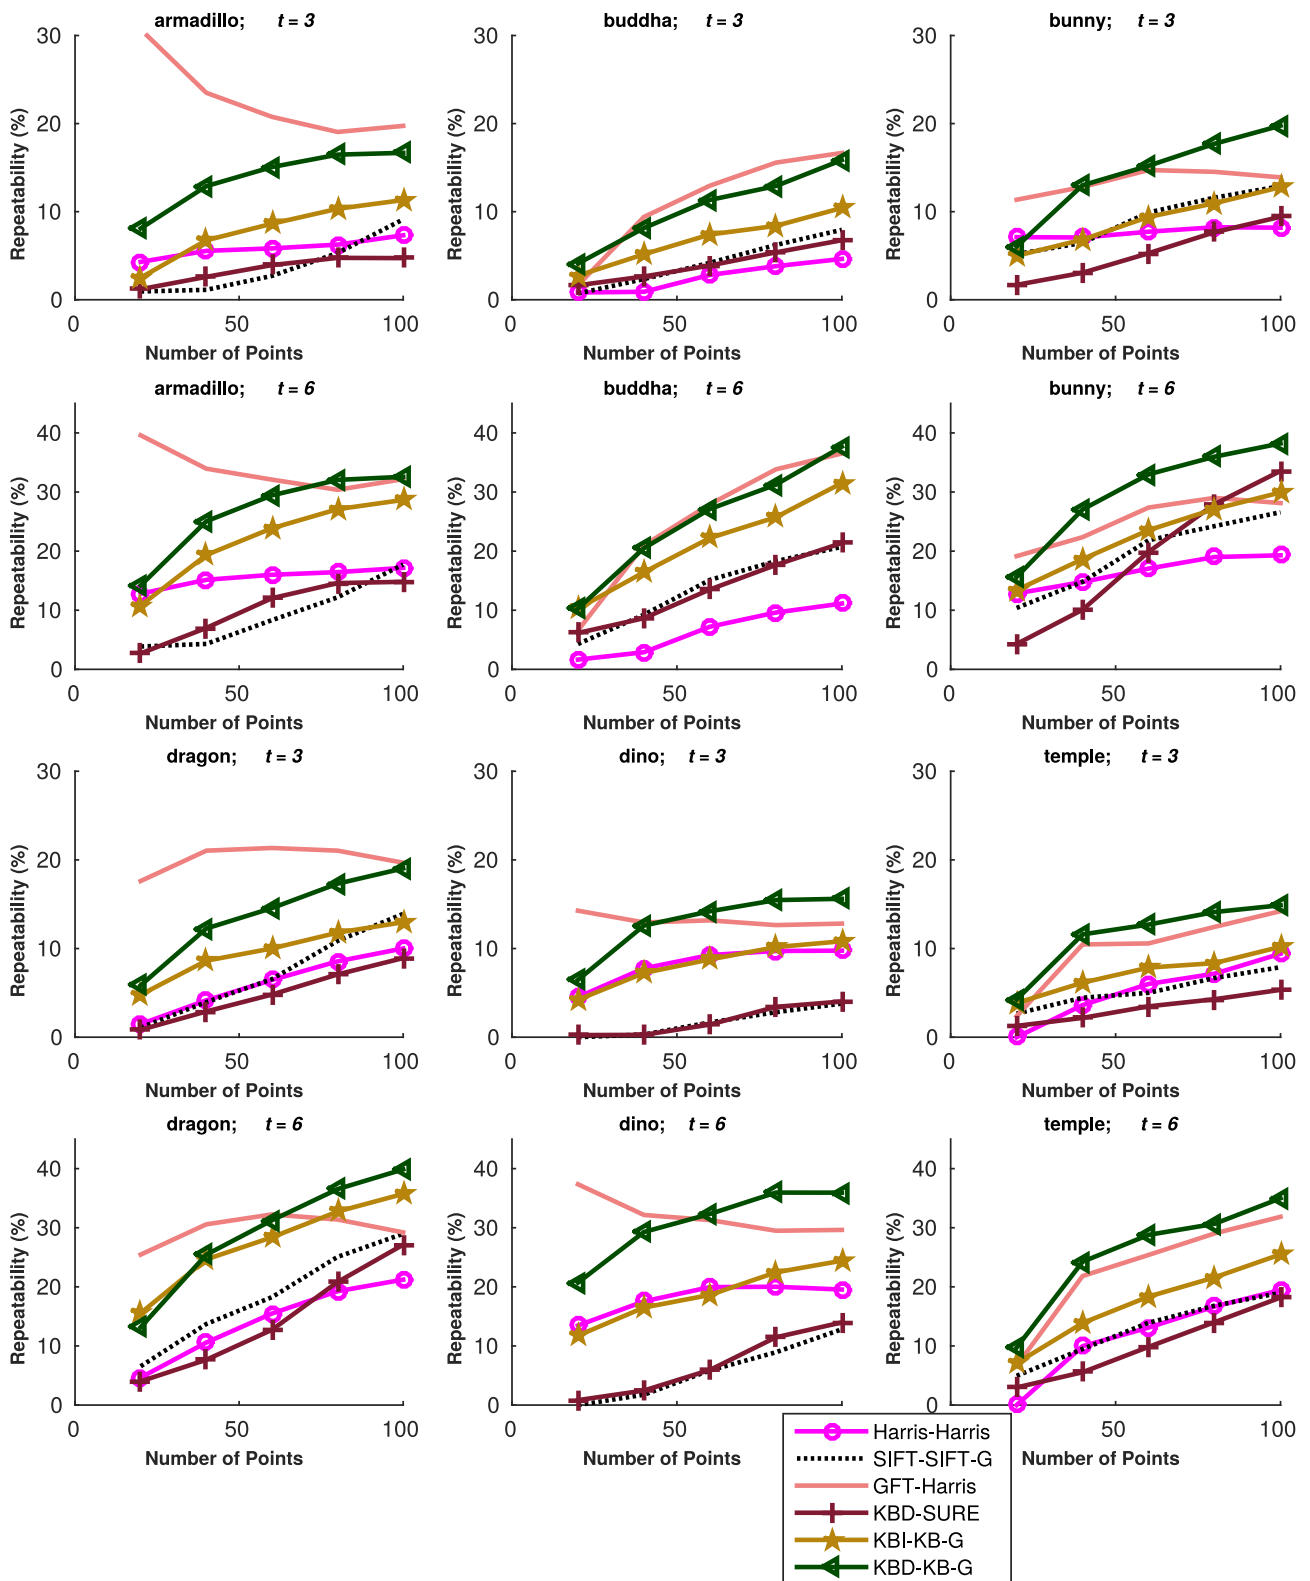 armadillo; t = 3
buddha; t = 3
bunny; t = 3
30
20
10
0
Repeatability (%)
0 50 100
Number of Points
30
20
10
0
Repeatability (%)
0 50 100
Number of Points
30
20
10
0
Repeatability (%)
0 50 100
Number of Points
armadillo; t = 6
buddha; t = 6
bunny; t = 6
40
30
20
10
0
Repeatability (%)
0 50 100
Number of Points
40
30
20
10
0
Repeatability (%)
0 50 100
Number of Points
40
30
20
10
0
Repeatability (%)
0 50 100
Number of Points
dragon; t = 3
dino; t = 3
temple; t = 3
30
20
10
0
Repeatability (%)
0 50 100
Number of Points
30
20
10
0
Repeatability (%)
0 50 100
Number of Points
30
20
10
0
Repeatability (%)
0 50 100
Number of Points
dragon; t = 6
dino; t = 6
temple; t = 6
40
30
20
10
0
Repeatability (%)
0 50 100
Number of Points
40
30
20
10
0
Repeatability (%)
0 50 100
Number of Points
40
30
20
10
0
Repeatability (%)
0 50 100
Number of Points
Harris-Harris
SIFT-SIFT-G
GFT-Harris
KBD-SURE
KBI-KB-G
KBD-KB-G